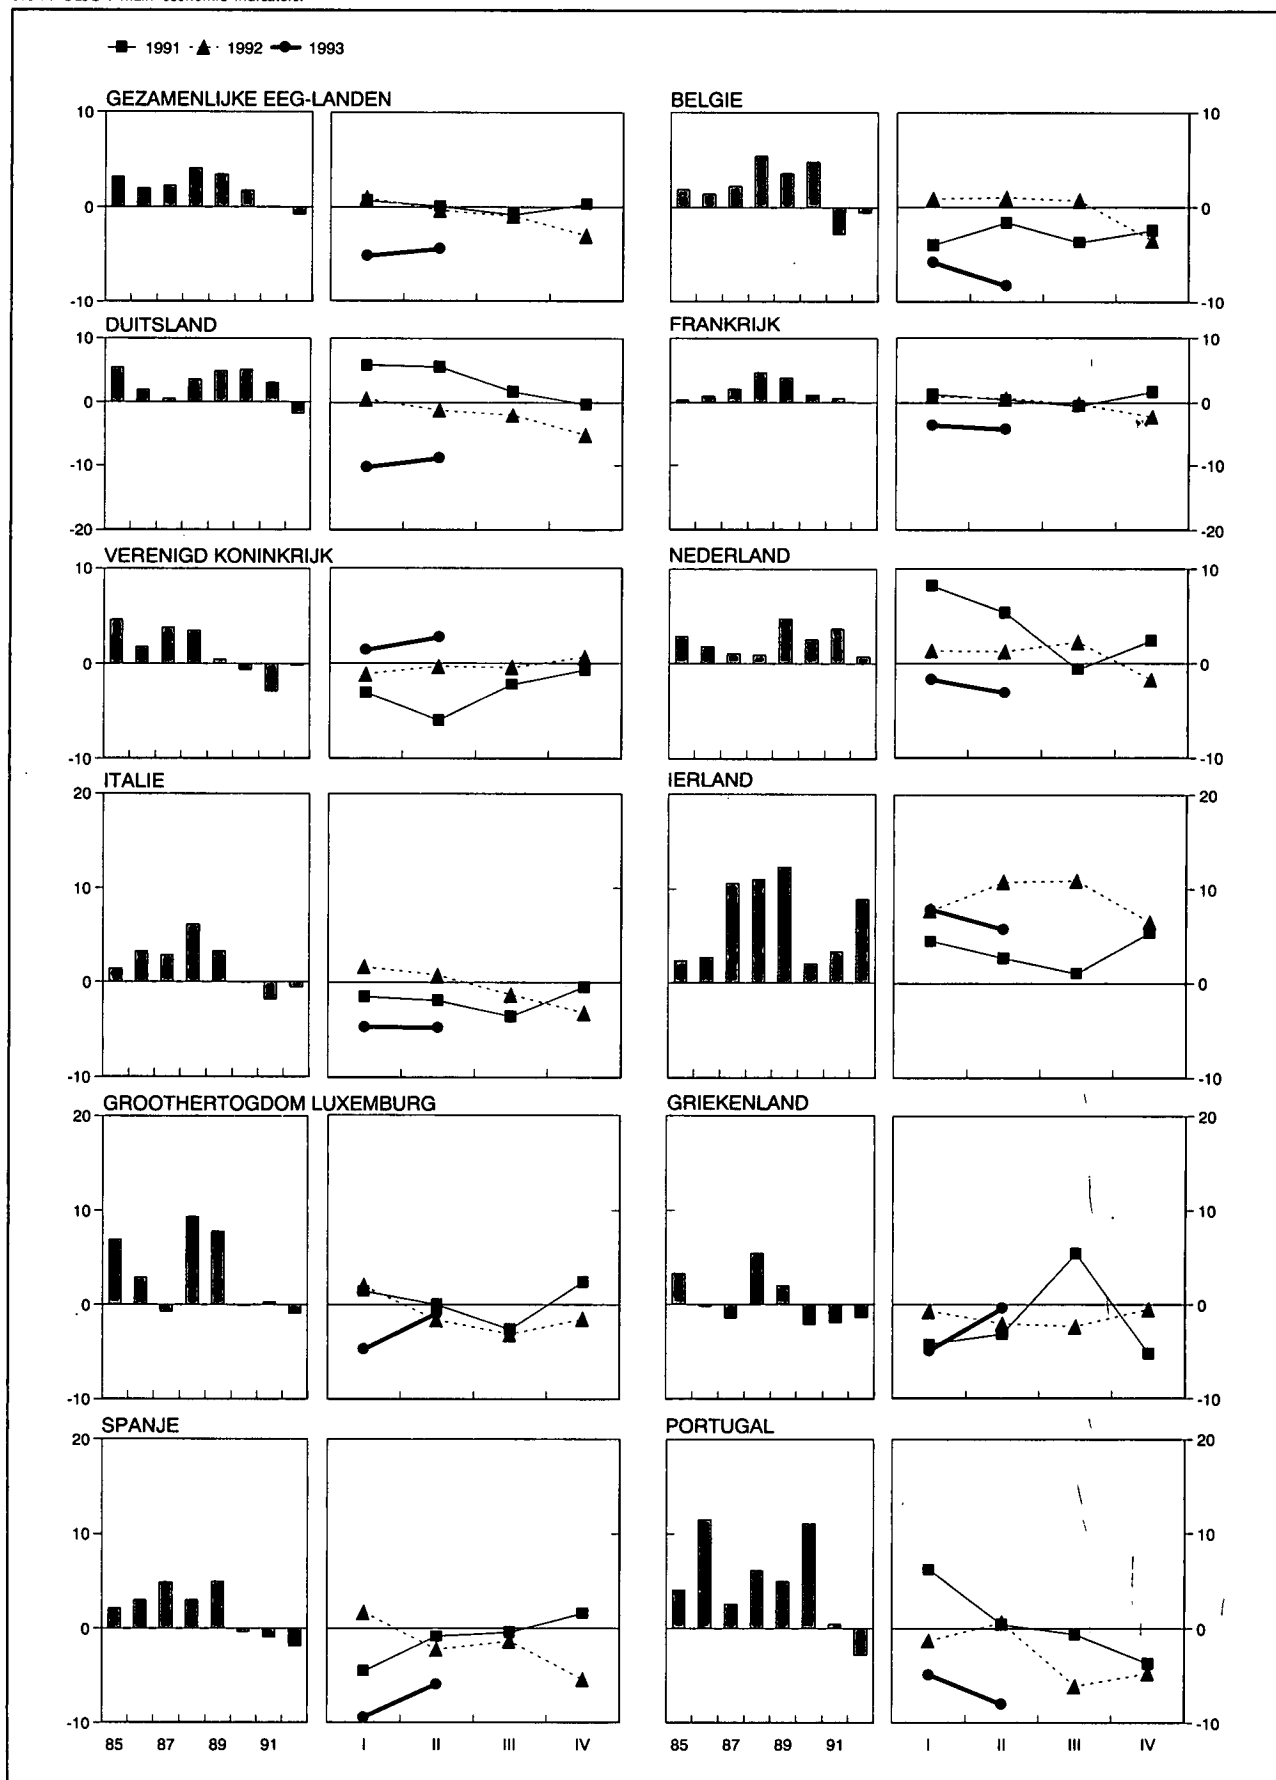 1991 1992 1993
GEZAMENLIJKE EEG-LANDEN BELGIE
10 10
0 0
-10 -10
DUITSLAND FRANKRIJK
10 10
0 0
-10 -10
-20 -20
VERENIGD KONINKRIJK NEDERLAND
10 10
0 0
-10 -10
ITALIE IERLAND
20 20
10 10
0 0
-10 -10
GROOTHERTOGDOM LUXEMBURG GRIEKENLAND
20 20
10 10
0 0
-10 -10
SPANJE PORTUGAL
20 20
10 10
0 0
-10 -10
85 87 89 91 I II III IV 85 87 89 91 I II III IV